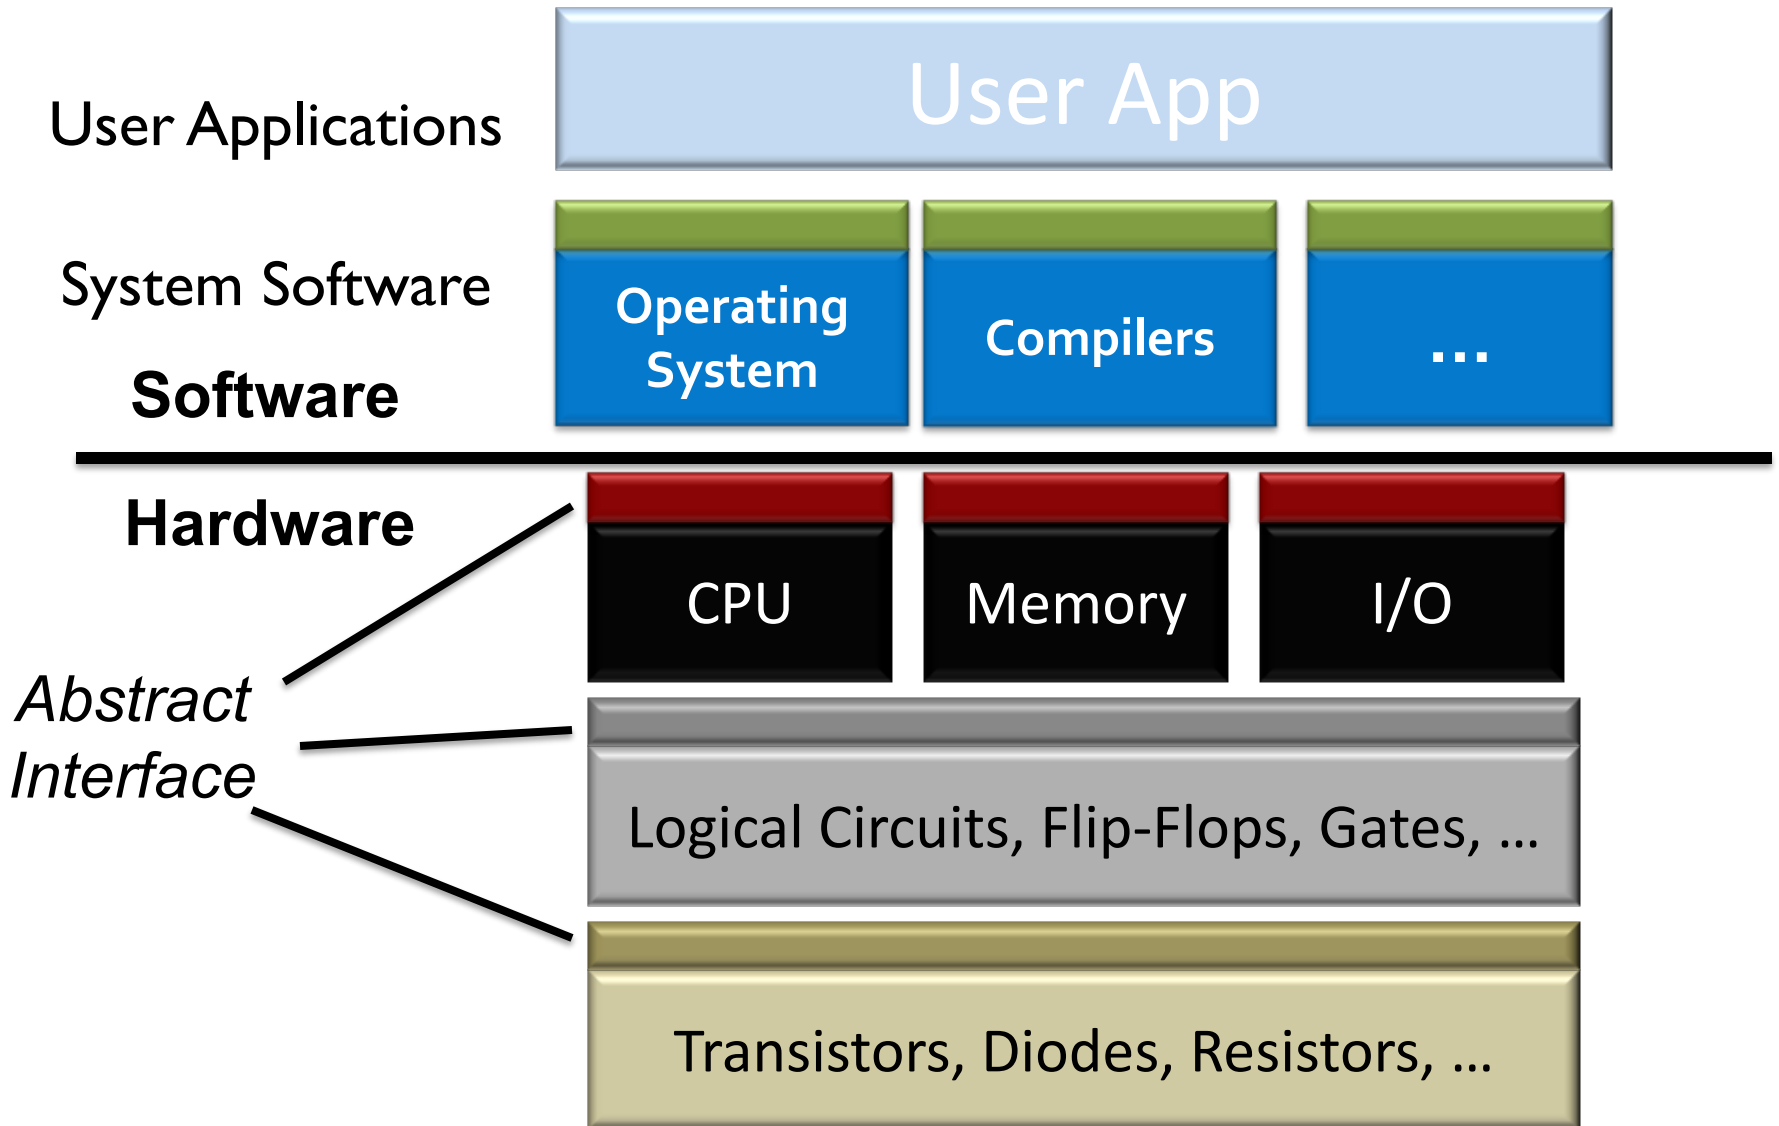 User App
User Applications
System Software
Operating
System
Compilers
...
Software
Hardware
CPU
Memory
I/O
Abstract
Interface
Logical Circuits, Flip-Flops, Gates, ...
Transistors, Diodes, Resistors, ...